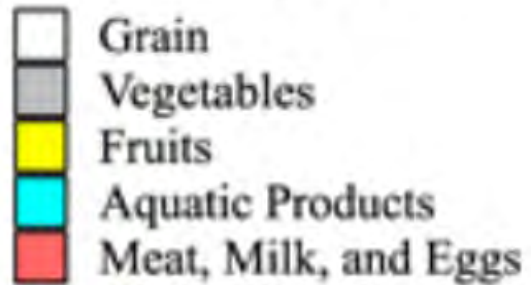 Grain
Vegetables
Fruits
Aquatic Products
Meat, Milk, and Eggs